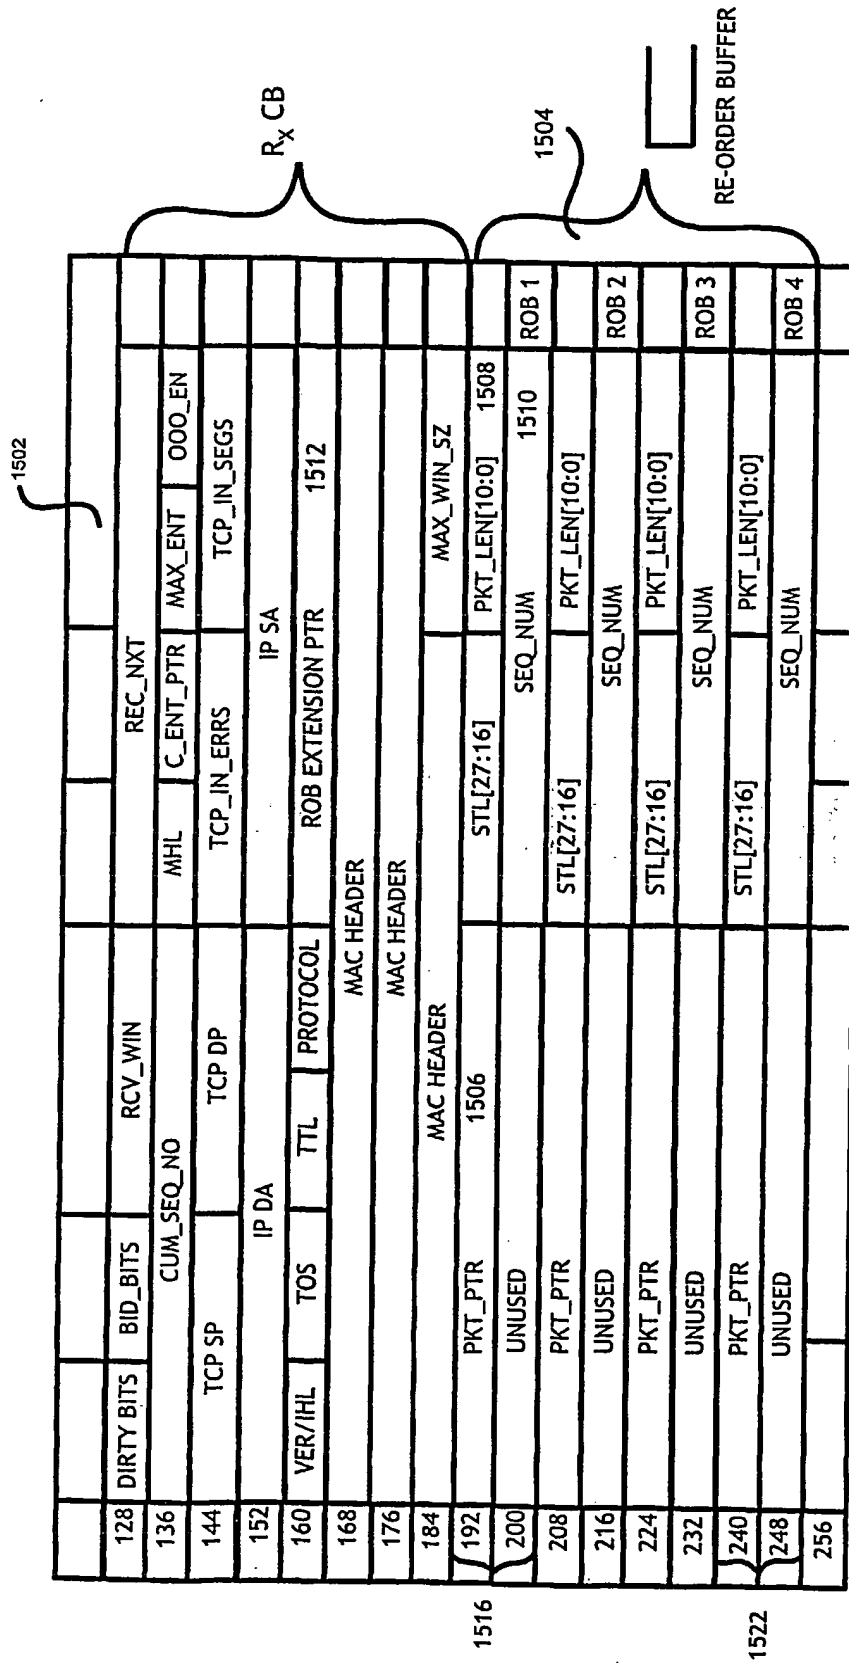 1502
128 DIRTY BITS BID_BITS RCV_WIN REC_NXT
136 CUM_SEQ_NO MHL C_ENT_PTR MAX_ENT OOO_EN
144 TCP SP TCP DP TCP_IN_ERRS TCP_IN_SEGS
152 IP DA IP SA
160 VER/IHL TOS TTL PROTOCOL ROB EXTENSION PTR 1512
168 MAC HEADER
176 MAC HEADER
184 MAC HEADER MAX_WIN_SZ
RX CB
192 PKT_PTR 1506 STL[27:16] PKT_LEN[10:0] 1508
200 UNUSED SEQ_NUM 1510 ROB 1
1516
208 PKT_PTR STL[27:16] PKT_LEN[10:0]
216 UNUSED SEQ_NUM ROB 2
1504
224 PKT_PTR STL[27:16] PKT_LEN[10:0]
232 UNUSED SEQ_NUM ROB 3
240 PKT_PTR STL[27:16] PKT_LEN[10:0]
248 UNUSED SEQ_NUM ROB 4
1522
256
RE-ORDER BUFFER